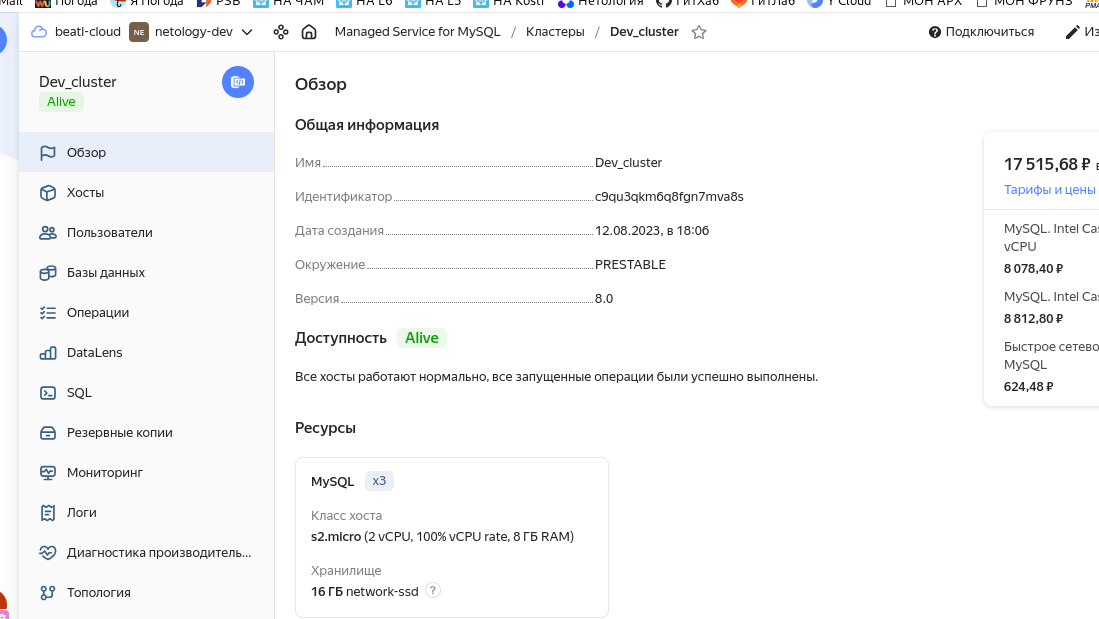 Mail Погода Я Погода PSB НА ЧАМ НА L6 НА L5 НА Kosti Нетология ГитХаб ГитЛаб Y Cloud МОН АРХ МОН ФРУНЗ
beatl-cloud NE netology-dev Managed Service for MySQL / Кластеры / Dev_cluster Подключиться
Dev_cluster
Alive
Обзор
Хосты
Пользователи
Базы данных
Операции
DataLens
SQL
Резервные копии
Мониторинг
Логи
Диагностика производитель...
Топология
Обзор
Общая информация
Имя Dev_cluster
Идентификатор c9qu3qkm6q8fgn7mva8s
Дата создания 12.08.2023, в 18:06
Окружение PRESTABLE
Версия 8.0
Доступность Alive
Все хосты работают нормально, все запущенные операции были успешно выполнены.
Ресурсы
MySQL x3
Класс хоста
s2.micro (2 vCPU, 100% vCPU rate, 8 ГБ RAM)
Хранилище
16 ГБ network-ssd ?
17 515,68 ₽
Тарифы и цены
MySQL. Intel Cas
vCPU
8 078,40 ₽
MySQL. Intel Cas
8 812,80 ₽
Быстрое сетево
MySQL
624,48 ₽